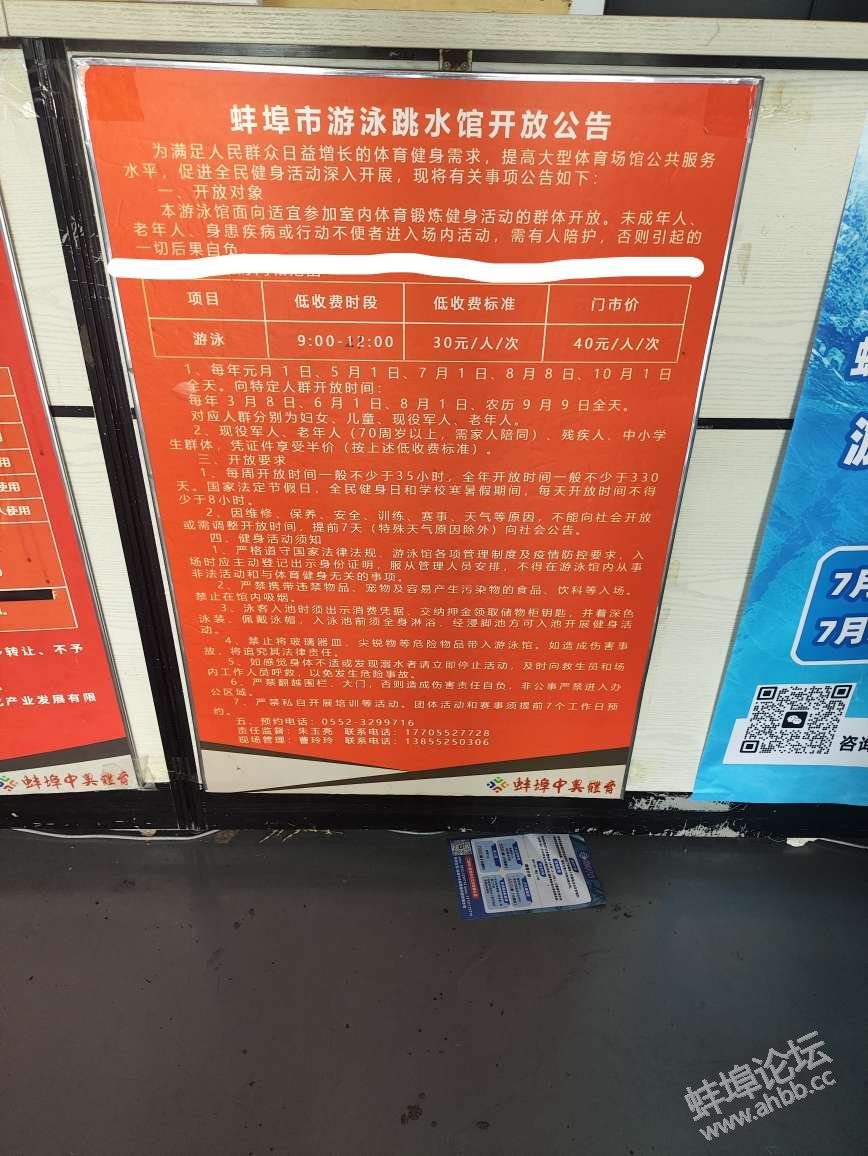 蚌埠市游泳跳水馆开放公告
为满足人民群众日益增长的体育健身需求，提高大型体育场馆公共服务
水平，促进全民健身活动深入开展，现将有关事项公告如下：
一、开放对象
本游泳馆面向适宜参加室内体育锻炼健身活动的群体开放。未成年人、
老年人、身患疾病或行动不便者进入场内活动，需有人陪护，否则引起的
一切后果自负
项目 低收费时段 低收费标准 门市价
游泳 9:00-12:00 30元/人/次 40元/人/次
1、每年元月1日、5月1日、7月1日、8月8日、10月1日
全天。向特定人群开放时间：
每年3月8日、6月1日、8月1日、农历9月9日全天。
对应人群分别为妇女、儿童、现役军人、老年人。
2、现役军人、老年人（70周岁以上，需家人陪同）、残疾人、中小学
生群体，凭证件享受半价（按上述低收费标准）。
三、开放要求
1、每周开放时间一般不少于35小时，全年开放时间一般不少于330
天。国家法定节假日，全民健身日和学校寒暑假期间，每天开放时间不得
少于8小时。
2、因维修、保养、安全、训练、赛事、天气等原因，不能向社会开放
或需调整开放时间，提前7天（特殊天气原因除外）向社会公告。
四、健身活动须知
1、严格遵守国家法律法规、游泳馆各项管理制度及疫情防控要求，入
场时应主动登记出示身份证明，服从管理人员安排，不得在游泳馆内从事
非法活动和与体育健身无关的事项。
2、严禁携带违禁物品、宠物及容易产生污染物的食品、饮料等入场。
禁止在馆内吸烟。
3、泳客入池时须出示消费凭据，交纳押金领取储物柜钥匙，并着深色
泳装、佩戴泳帽，入泳池前须全身淋浴，经浸脚池方可入池开展健身活
动。
4、禁止将玻璃器皿、尖锐物等危险物品带入游泳馆。如造成伤害事
故，将追究其法律责任。
5、如感觉身体不适或发现溺水者请立即停止活动，及时向救生员和场
内工作人员呼救，以免发生危险事故。
6、严禁翻越围栏、大门，否则造成伤害责任自负，非公事严禁进入办
公区域。
7、严禁私自开展培训等活动。团体活动和赛事须提前7个工作日预
约。
五、预约电话：0552-3299716
责任监督：朱玉亮 联系电话：17705527728
现场管理：曹玲玲 联系电话：13855250306
蚌埠中奥體育
用
使用
人使用
转让、不予
产业发展有限
蚌埠中奥體育
7月
7月
咨询
蚌埠论坛
www.ahbb.cc